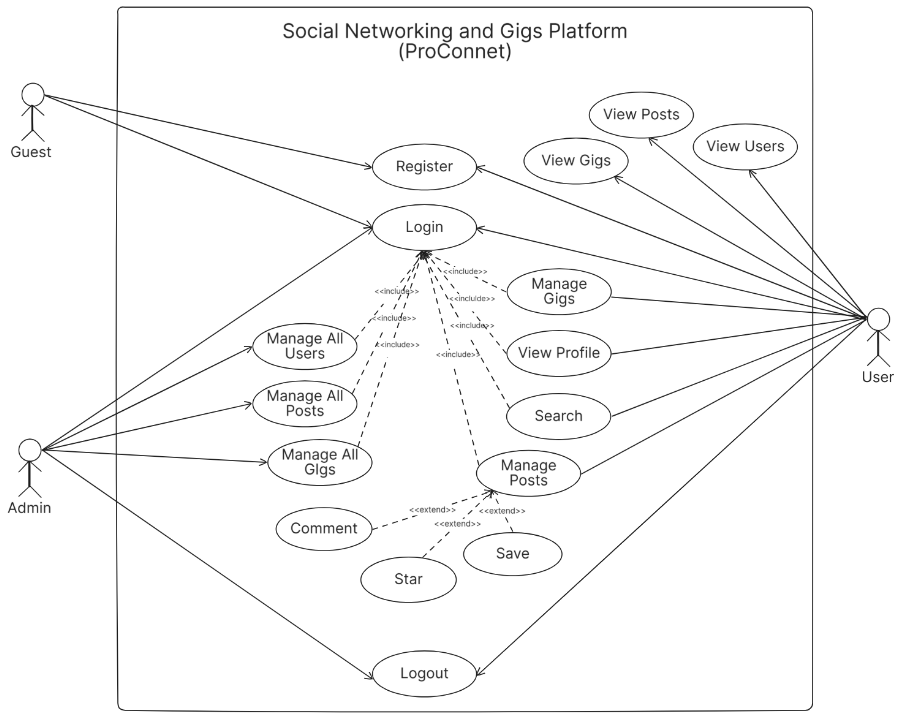 Social Networking and Gigs Platform
(ProConnet)
View Posts
View Users
View Gigs
Guest
Register
Login
<<include>>
Manage
Gigs
<<include>>
<<include>>
<<include>>
<<include>>
Manage All
Users
<<include>>
<<include>>
View Profile
User
Manage All
Posts
Search
Manage All
GIgs
Manage
Posts
Admin
<<extend>>
<<extend>>
<<extend>>
Comment
Save
Star
Logout